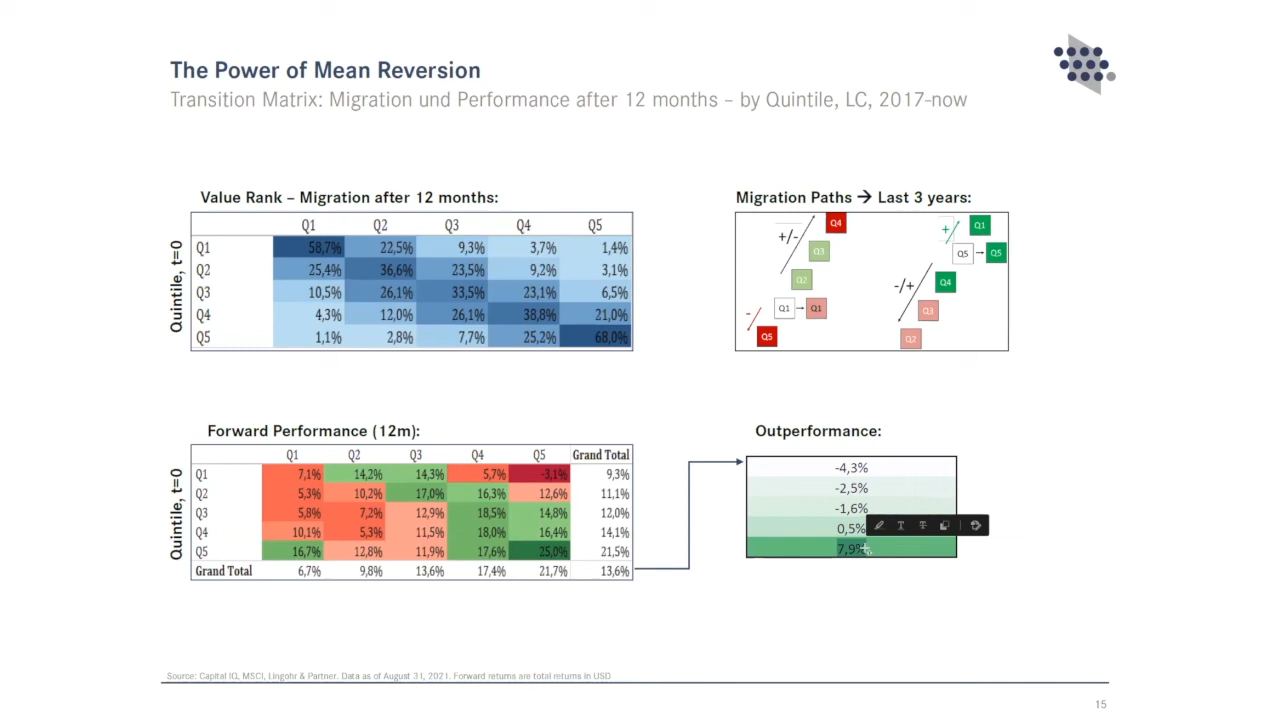 The Power of Mean Reversion
Transition Matrix: Migration und Performance after 12 months – by Quintile, LC, 2017-now
Value Rank – Migration after 12 months:
Quintile, t=0
Q1 Q2 Q3 Q4 Q5
Q1 58,7% 22,5% 9,3% 3,7% 1,4%
Q2 25,4% 36,6% 23,5% 9,2% 3,1%
Q3 10,5% 26,1% 33,5% 23,1% 6,5%
Q4 4,3% 12,0% 26,1% 38,8% 21,0%
Q5 1,1% 2,8% 7,7% 25,2% 68,0%
Migration Paths → Last 3 years:
Q4
+/-
Q3
Q2
Q1 → Q1
-
Q5
+
Q1
Q5 → Q5
-/+
Q4
Q3
Q2
Forward Performance (12m):
Quintile, t=0
Q1 Q2 Q3 Q4 Q5 Grand Total
Q1 7,1% 14,2% 14,3% 5,7% -3,1% 9,3%
Q2 5,3% 10,2% 17,0% 16,3% 12,6% 11,1%
Q3 5,8% 7,2% 12,9% 18,5% 14,8% 12,0%
Q4 10,1% 5,3% 11,5% 18,0% 16,4% 14,1%
Q5 16,7% 12,8% 11,9% 17,6% 25,0% 21,5%
Grand Total 6,7% 9,8% 13,6% 17,4% 21,7% 13,6%
Outperformance:
-4,3%
-2,5%
-1,6%
0,5%
7,9%
Source: Capital IQ, MSCI, Lingohr & Partner. Data as of August 31, 2021. Forward returns are total returns in USD
15